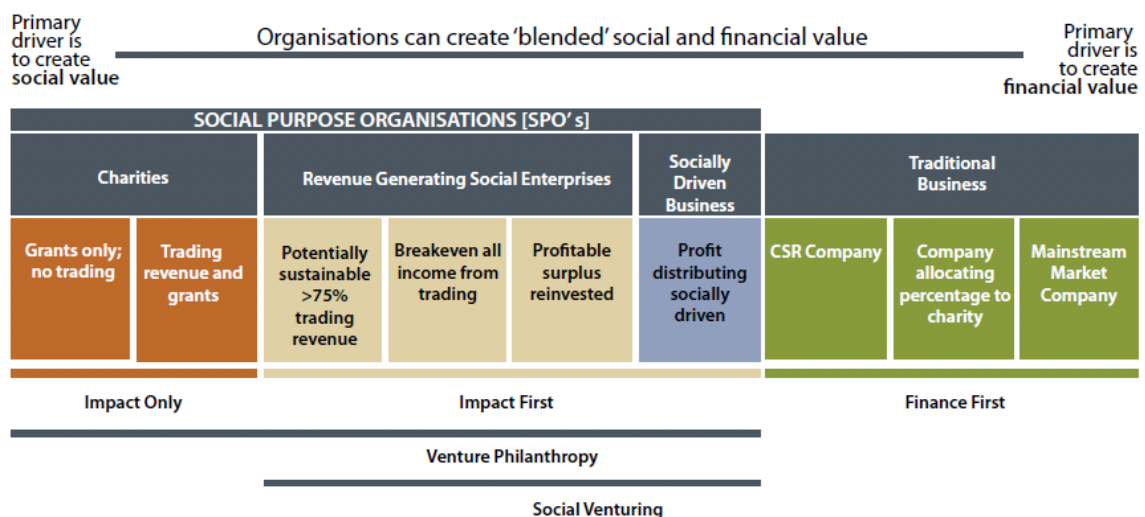 Primary
driver is
to create
social value
Organisations can create ‘blended’ social and financial value
Primary
driver is
to create
financial value
SOCIAL PURPOSE ORGANISATIONS [SPO’ s]
Charities
Revenue Generating Social Enterprises
Socially
Driven
Business
Traditional
Business
Grants only;
no trading
Trading
revenue and
grants
Potentially
sustainable
>75%
trading
revenue
Breakeven all
income from
trading
Profitable
surplus
reinvested
Profit
distributing
socially
driven
CSR Company
Company
allocating
percentage to
charity
Mainstream
Market
Company
Impact Only
Impact First
Finance First
Venture Philanthropy
Social Venturing